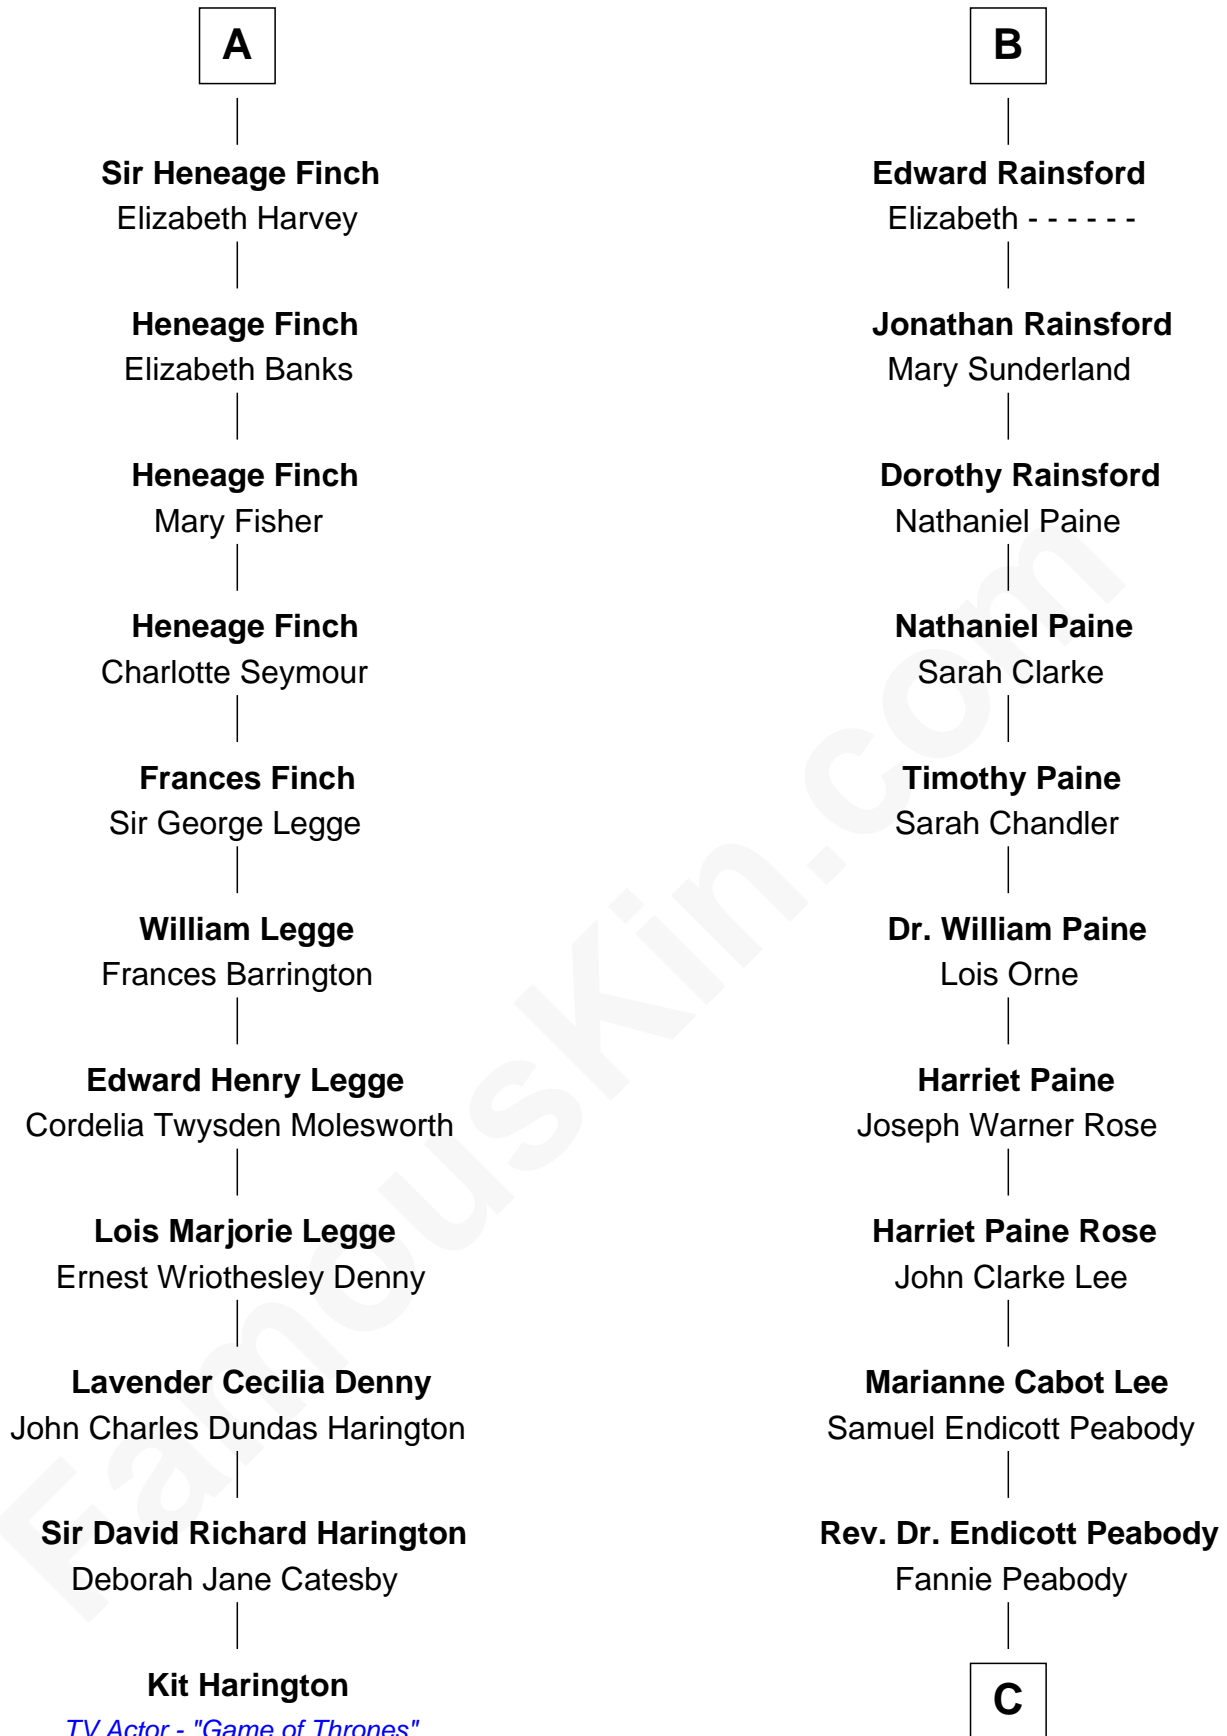 A
Sir Heneage Finch
Elizabeth Harvey
Heneage Finch
Elizabeth Banks
Heneage Finch
Mary Fisher
Heneage Finch
Charlotte Seymour
Frances Finch
Sir George Legge
William Legge
Frances Barrington
Edward Henry Legge
Cordelia Twysden Molesworth
Lois Marjorie Legge
Ernest Wriothesley Denny
Lavender Cecilia Denny
John Charles Dundas Harington
Sir David Richard Harington
Deborah Jane Catesby
Kit Harington
TV Actor - "Game of Thrones"
B
Edward Rainsford
Elizabeth - - - - - -
Jonathan Rainsford
Mary Sunderland
Dorothy Rainsford
Nathaniel Paine
Nathaniel Paine
Sarah Clarke
Timothy Paine
Sarah Chandler
Dr. William Paine
Lois Orne
Harriet Paine
Joseph Warner Rose
Harriet Paine Rose
John Clarke Lee
Marianne Cabot Lee
Samuel Endicott Peabody
Rev. Dr. Endicott Peabody
Fannie Peabody
C
FamousKin.com